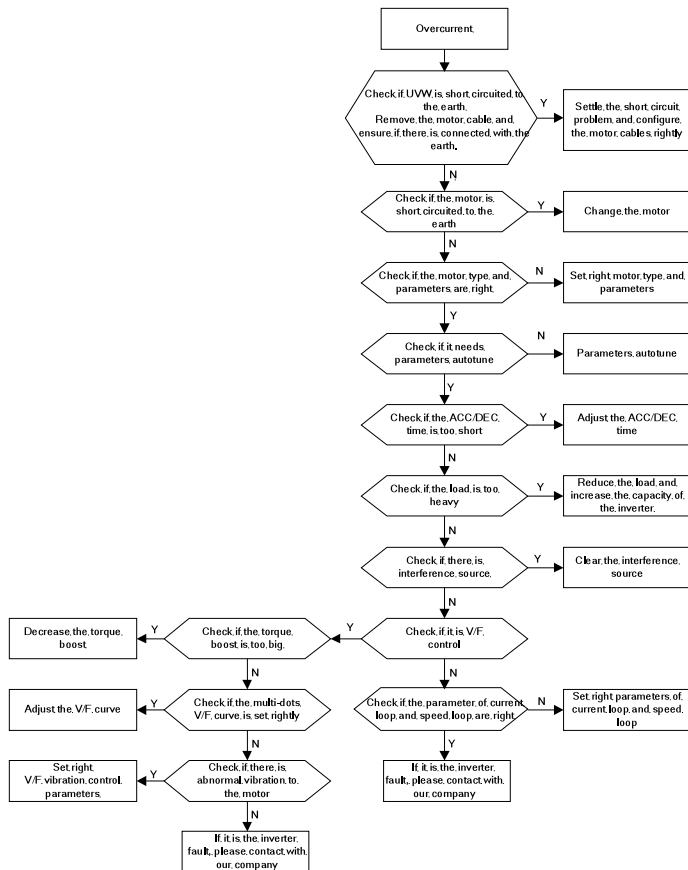 Overcurrent
Check if UVW is short circuited to
the earth.
Remove the motor cable and
ensure if there is connected with the
earth.
Y
Settle the short circuit
problem and configure
the motor cables rightly
N
Check if the motor is
short circuited to the
earth
Y
Change the motor
N
Check if the motor type and
parameters are right
N
Set right motor type and
parameters
Y
Check if it needs
parameters autotune
N
Parameters autotune
Y
Check if the ACC/DEC
time is too short
Y
Adjust the ACC/DEC
time
N
Check if the load is too
heavy
Y
Reduce the load and
increase the capacity of
the inverter
N
Check if there is
interference source
Y
Clear the interference
source
N
Decrease the torque
boost
Y
Check if the torque
boost is too big.
Y
Check if it is V/F
control
N
N
Adjust the V/F curve
Y
Check if the multi-dots
V/F curve is set rightly
Check if the parameter of current
loop and speed loop are right
N
Set right parameters of
current loop and speed
loop
N
Y
Set right
V/F vibration control
parameters
Y
Check if there is
abnormal vibration to
the motor
If it is the inverter
fault, please contact with
our company
N
If it is the inverter
fault, please contact with
our company